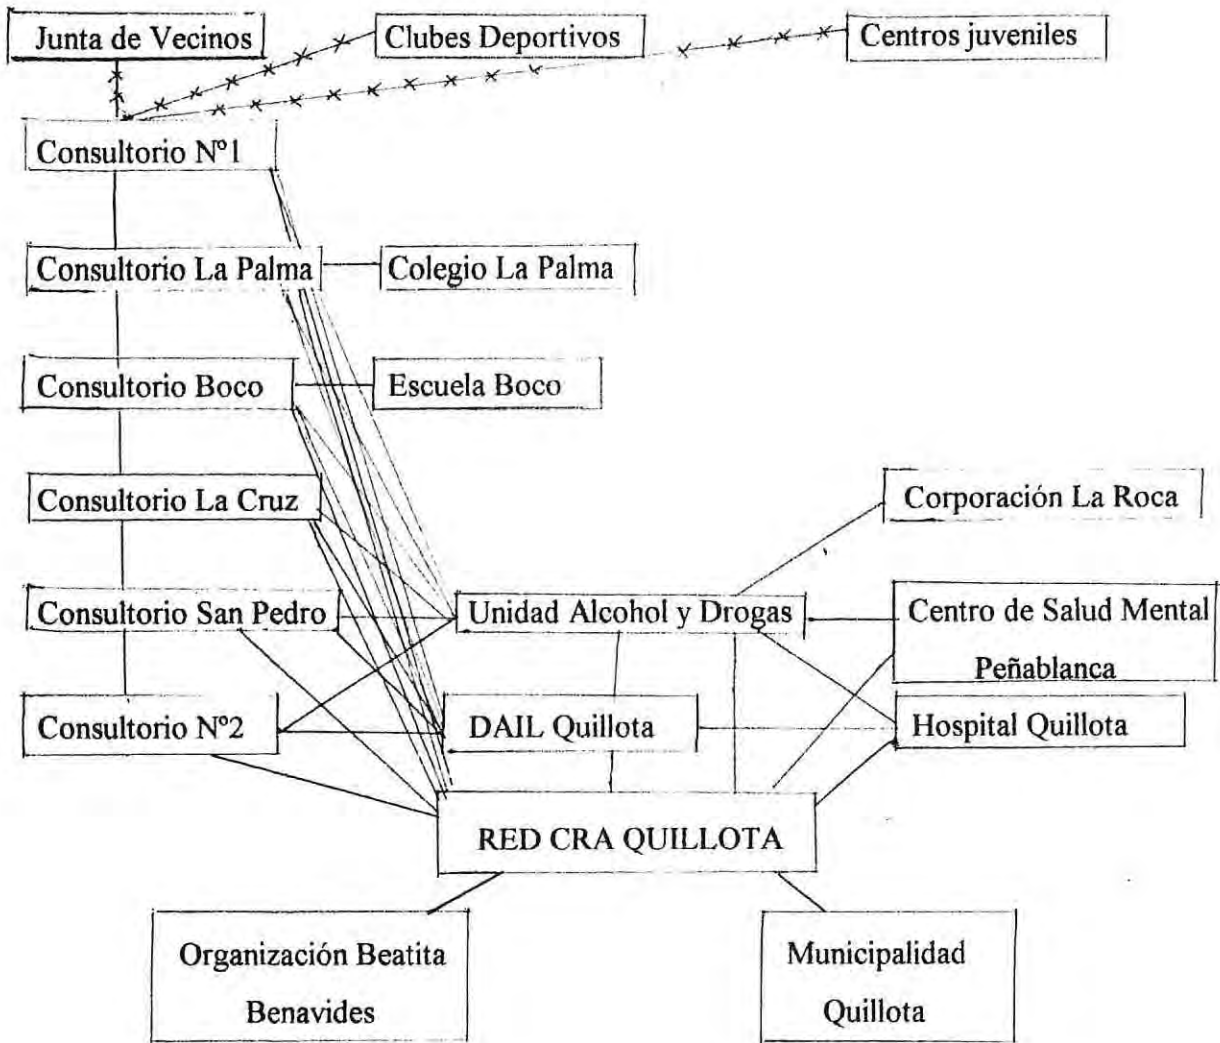 Junta de Vecinos
Clubes Deportivos
Centros juveniles
Consultorio Nº1
Consultorio La Palma
Colegio La Palma
Consultorio Boco
Escuela Boco
Consultorio La Cruz
Corporación La Roca
Consultorio San Pedro
Unidad Alcohol y Drogas
Centro de Salud Mental
Peñablanca
Consultorio Nº2
DAIL Quillota
Hospital Quillota
RED CRA QUILLOTA
Organización Beatita
Benavides
Municipalidad
Quillota